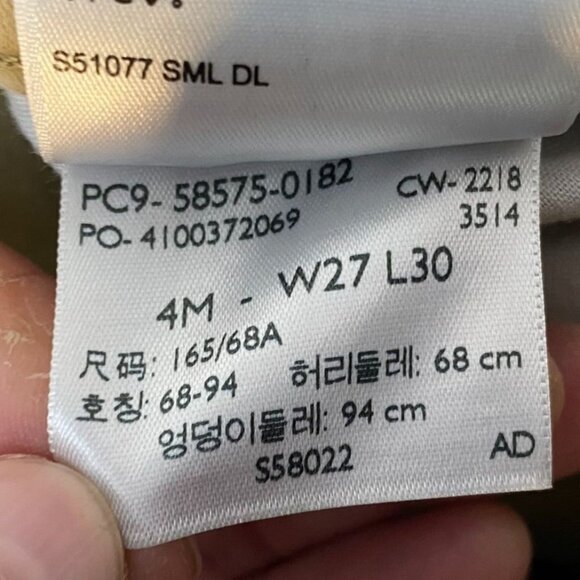 S51077 SML DL
PC9- 58575-0182 CW- 2218
PO- 4100372069 3514
4M - W27 L30
尺码: 165/68A
호칭: 68-94 허리둘레: 68 cm
엉덩이둘레: 94 cm
S58022 AD